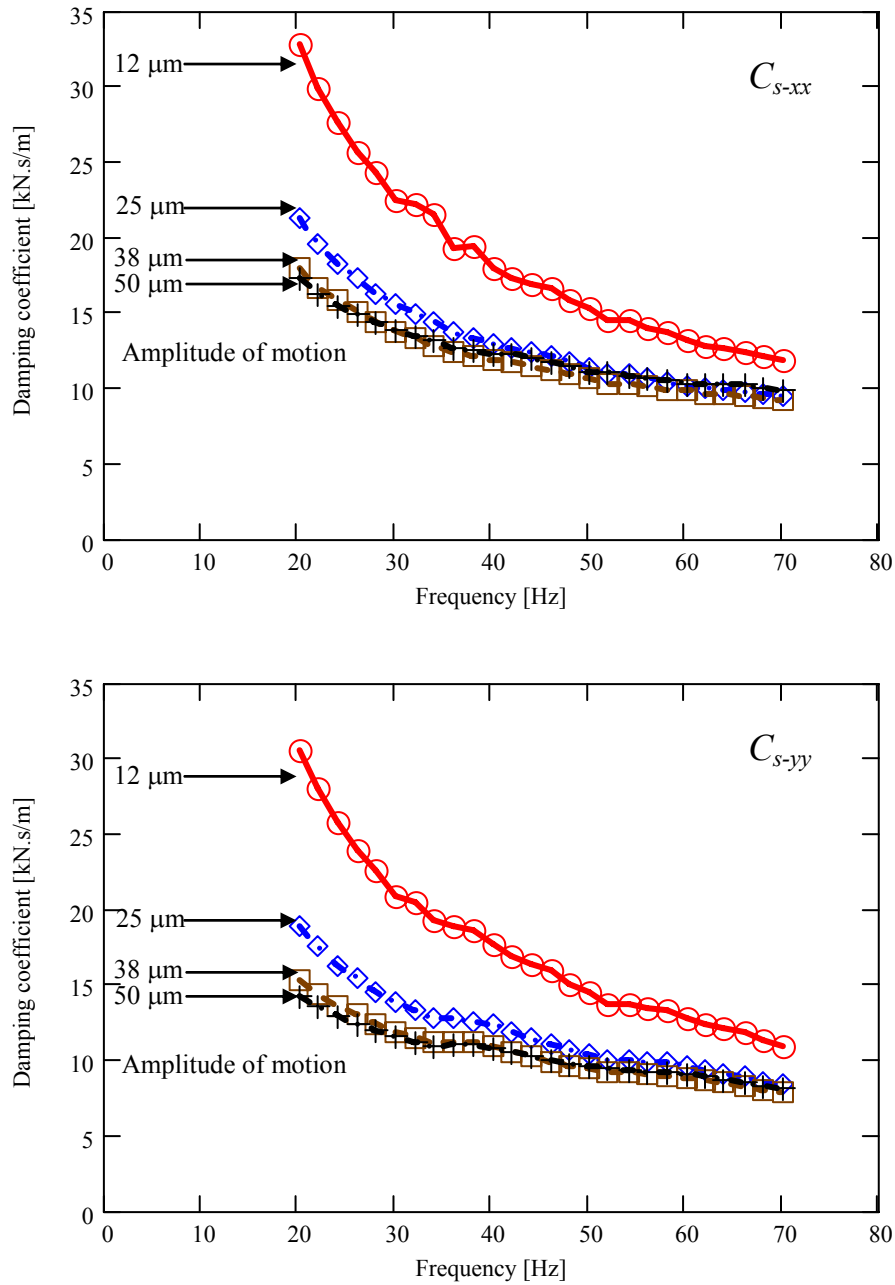 35
30
25
20
15
10
5
0
Damping coefficient [kN.s/m]
12 μm
25 μm
38 μm
50 μm
Amplitude of motion
C_{s-xx}
0 10 20 30 40 50 60 70 80
Frequency [Hz]
35
30
25
20
15
10
5
0
Damping coefficient [kN.s/m]
12 μm
25 μm
38 μm
50 μm
Amplitude of motion
C_{s-yy}
0 10 20 30 40 50 60 70 80
Frequency [Hz]